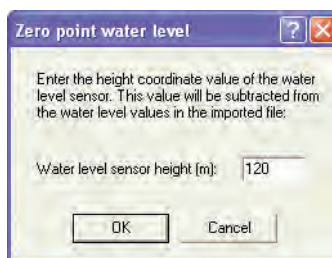 Zero point water level
Enter the height coordinate value of the water
level sensor. This value will be subtracted from
the water level values in the imported file:
Water level sensor height (m): 120
OK Cancel